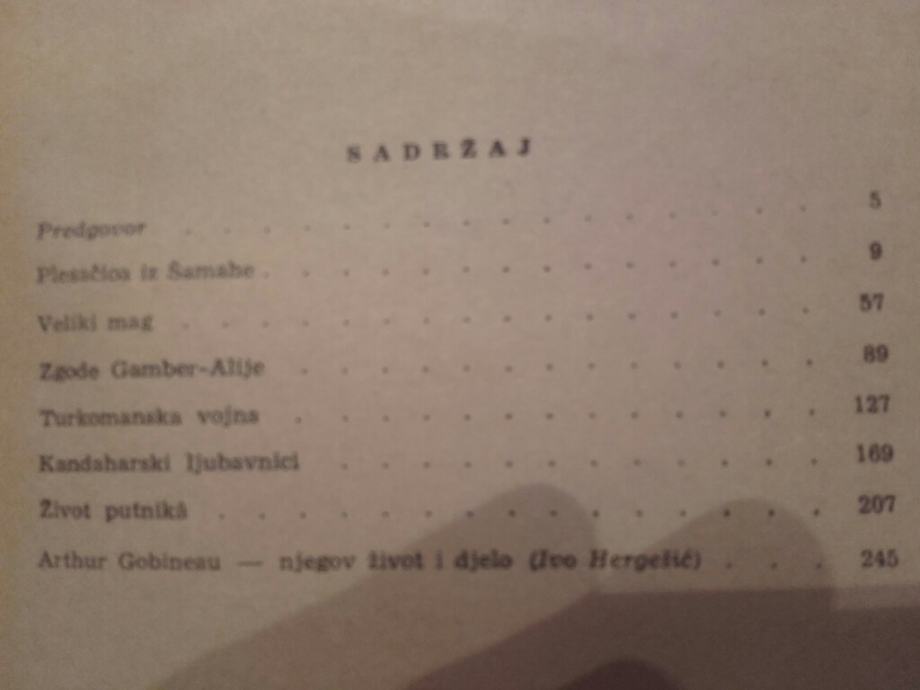 SADRŽAJ
Predgovor . . . . . . . . . . . . . . . . 5
Plesačica iz Šamahe . . . . . . . . . . . . . . 9
Veliki mag . . . . . . . . . . . . . . . . 57
Zgode Gamber-Alije . . . . . . . . . . . . . 89
Turkomanska vojna . . . . . . . . . . . . . 127
Kandaharski ljubavnici . . . . . . . . . . . . 169
Život putnikâ . . . . . . . . . . . . . . . 207
Arthur Gobineau — njegov život i djelo (Ivo Hergešić) . . . 245